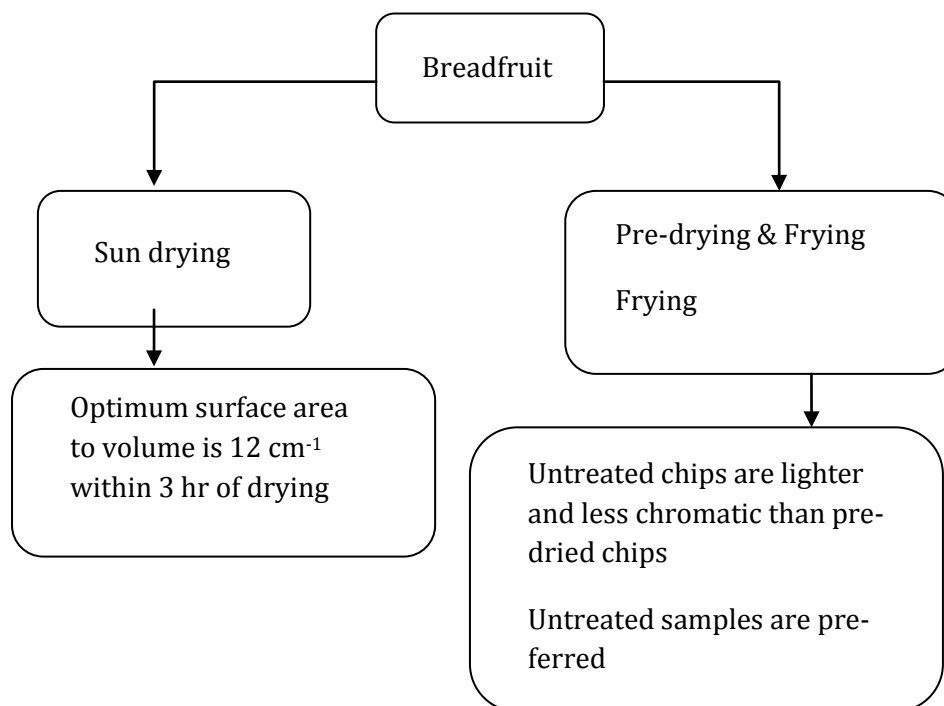 Breadfruit
Sun drying
Pre-drying & Frying
Frying
Optimum surface area
to volume is 12 cm⁻¹
within 3 hr of drying
Untreated chips are lighter
and less chromatic than pre-
dried chips
Untreated samples are pre-
ferred